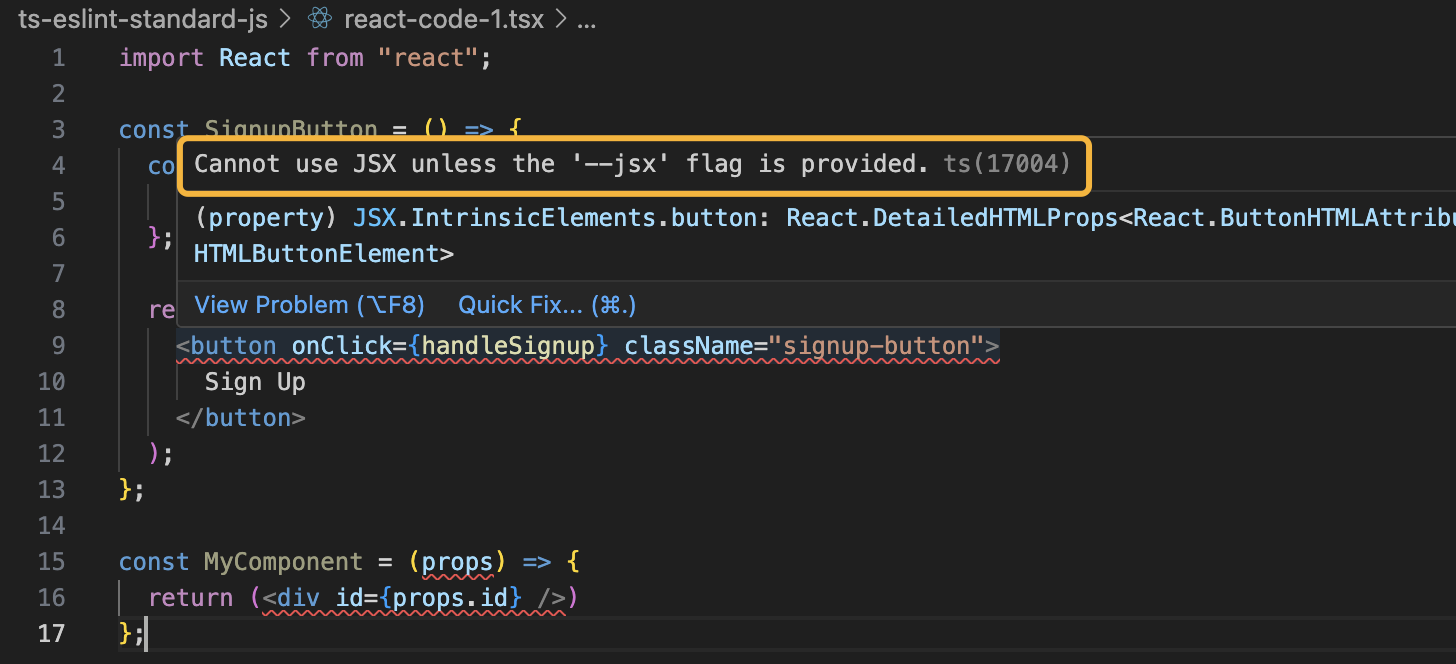 ts-eslint-standard-js > react-code-1.tsx > ...
1 import React from "react";
2
3 const SignupButton = () => {
4 co
Cannot use JSX unless the '--jsx' flag is provided. ts(17004)
5
(property) JSX.IntrinsicElements.button: React.DetailedHTMLProps<React.ButtonHTMLAttribu
6 };
HTMLButtonElement>
7
8 re
View Problem (⌥F8) Quick Fix... (⌘.)
9 <button onClick={handleSignup} className="signup-button">
10 Sign Up
11 </button>
12 );
13 };
14
15 const MyComponent = (props) => {
16 return (<div id={props.id} />)
17 };